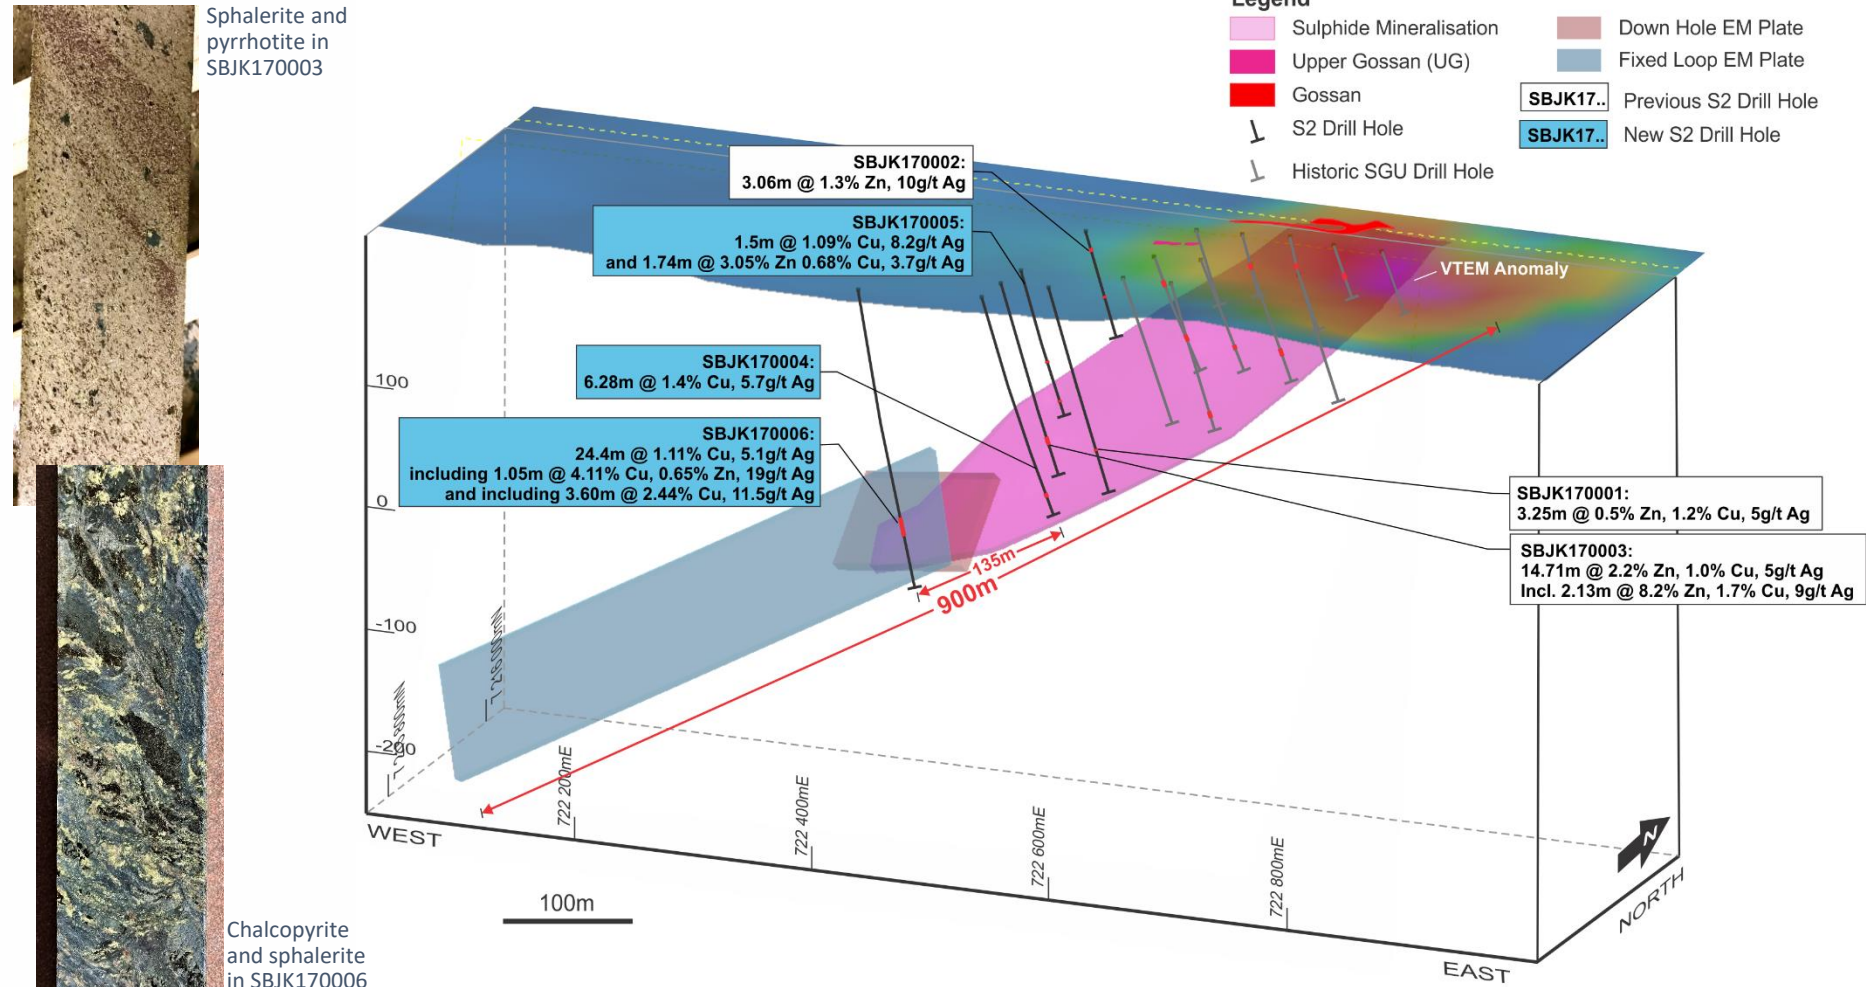 Sphalerite and
pyrrhotite in
SBJK170003
Legend
Sulphide Mineralisation
Upper Gossan (UG)
Gossan
S2 Drill Hole
Historic SGU Drill Hole
Down Hole EM Plate
Fixed Loop EM Plate
SBJK17.. Previous S2 Drill Hole
SBJK17.. New S2 Drill Hole
SBJK170002:
3.06m @ 1.3% Zn, 10g/t Ag
SBJK170005:
1.5m @ 1.09% Cu, 8.2g/t Ag
and 1.74m @ 3.05% Zn 0.68% Cu, 3.7g/t Ag
VTEM Anomaly
SBJK170004:
6.28m @ 1.4% Cu, 5.7g/t Ag
SBJK170006:
24.4m @ 1.11% Cu, 5.1g/t Ag
including 1.05m @ 4.11% Cu, 0.65% Zn, 19g/t Ag
and including 3.60m @ 2.44% Cu, 11.5g/t Ag
SBJK170001:
3.25m @ 0.5% Zn, 1.2% Cu, 5g/t Ag
SBJK170003:
14.71m @ 2.2% Zn, 1.0% Cu, 5g/t Ag
Incl. 2.13m @ 8.2% Zn, 1.7% Cu, 9g/t Ag
100
0
-100
-200
135m
900m
722 200mE
722 400mE
722 600mE
722 800mE
WEST
EAST
NORTH
N
100m
Chalcopyrite
and sphalerite
in SBJK170006